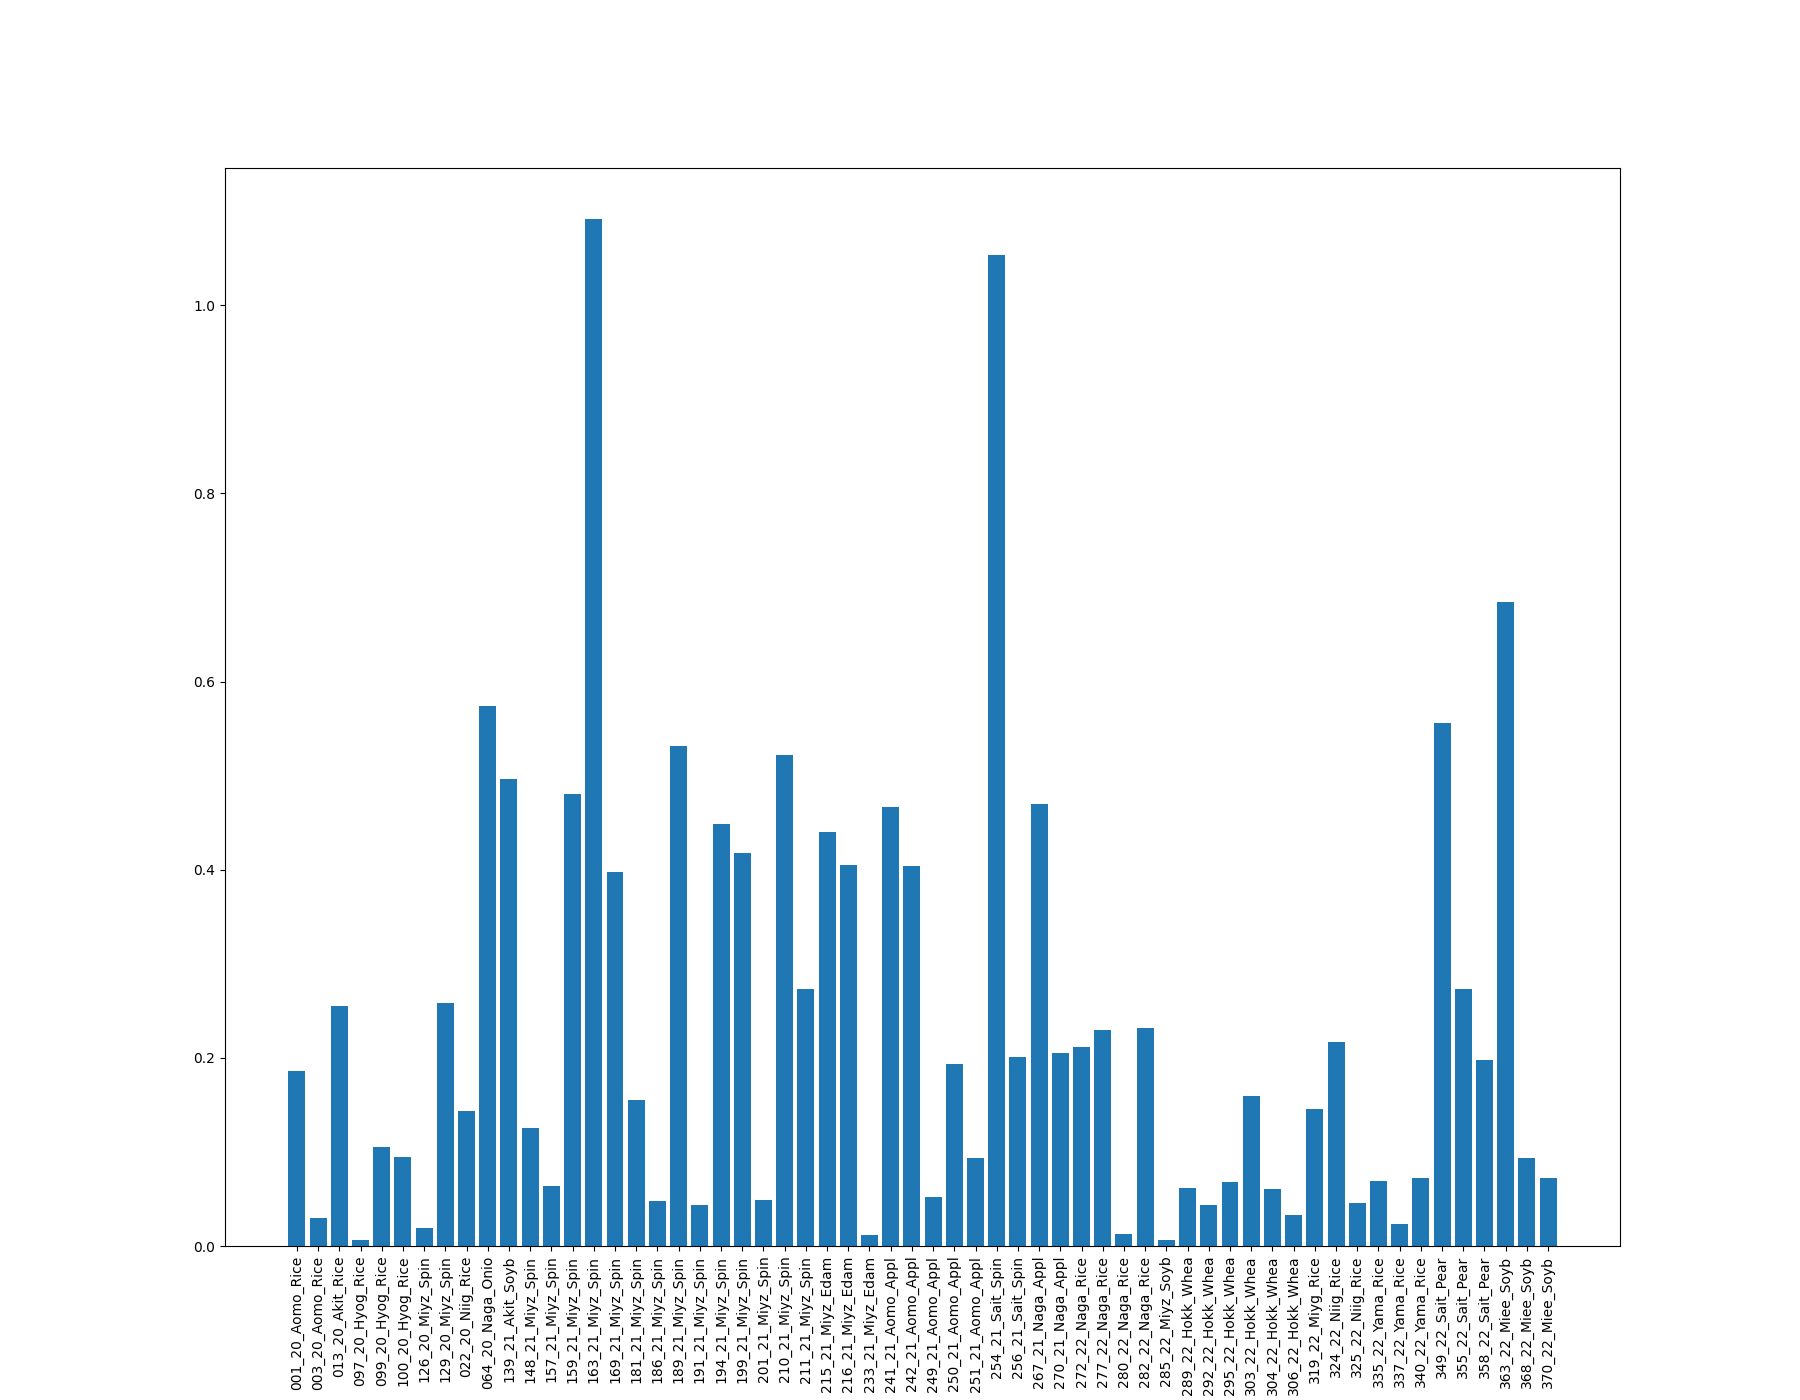 1.0
0.8
0.6
0.4
0.2
0.0
001_20_Aomo_Rice
003_20_Aomo_Rice
013_20_Akit_Rice
097_20_Hyog_Rice
099_20_Hyog_Rice
100_20_Hyog_Rice
126_20_Miyz_Spin
129_20_Miyz_Spin
022_20_Niig_Rice
064_20_Naga_Onio
139_21_Akit_Soyb
148_21_Miyz_Spin
157_21_Miyz_Spin
159_21_Miyz_Spin
163_21_Miyz_Spin
169_21_Miyz_Spin
181_21_Miyz_Spin
186_21_Miyz_Spin
189_21_Miyz_Spin
191_21_Miyz_Spin
194_21_Miyz_Spin
199_21_Miyz_Spin
201_21_Miyz_Spin
210_21_Miyz_Spin
211_21_Miyz_Spin
215_21_Miyz_Edam
216_21_Miyz_Edam
233_21_Miyz_Edam
241_21_Aomo_Appl
242_21_Aomo_Appl
249_21_Aomo_Appl
250_21_Aomo_Appl
251_21_Aomo_Appl
254_21_Sait_Spin
256_21_Sait_Spin
267_21_Naga_Appl
270_21_Naga_Appl
272_22_Naga_Rice
277_22_Naga_Rice
280_22_Naga_Rice
282_22_Naga_Rice
285_22_Miyz_Soyb
289_22_Hokk_Whea
292_22_Hokk_Whea
295_22_Hokk_Whea
303_22_Hokk_Whea
304_22_Hokk_Whea
306_22_Hokk_Whea
319_22_Miyg_Rice
324_22_Niig_Rice
325_22_Niig_Rice
335_22_Yama_Rice
337_22_Yama_Rice
340_22_Yama_Rice
349_22_Sait_Pear
355_22_Sait_Pear
358_22_Sait_Pear
363_22_Miee_Soyb
368_22_Miee_Soyb
370_22_Miee_Soyb